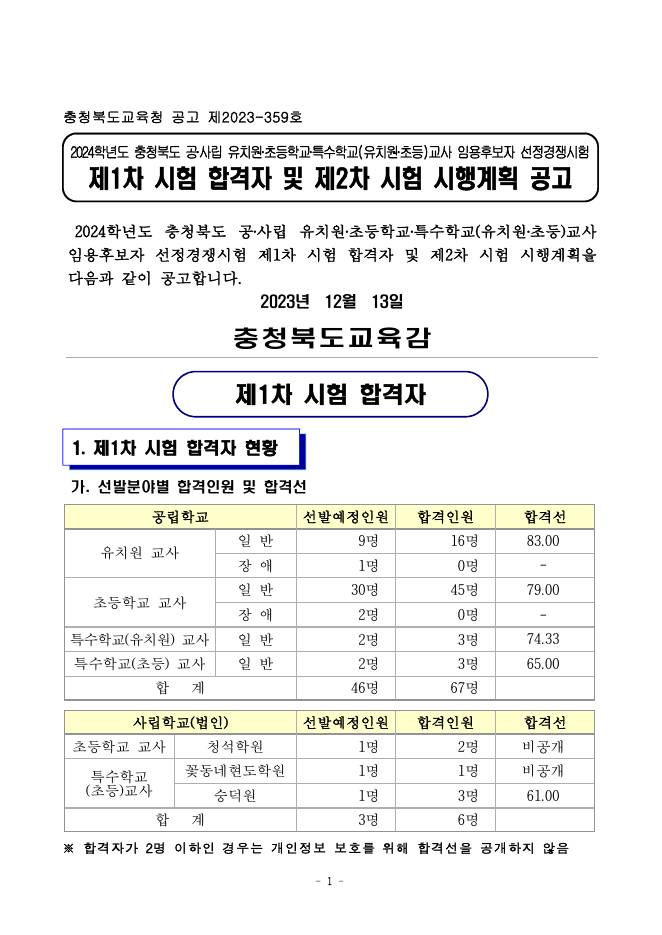 충청북도교육청 공고 제2023-359호
2024학년도 충청북도 공·사립 유치원·초등학교·특수학교(유치원·초등)교사 임용후보자 선정경쟁시험
제1차 시험 합격자 및 제2차 시험 시행계획 공고
2024학년도 충청북도 공·사립 유치원·초등학교·특수학교(유치원·초등)교사
임용후보자 선정경쟁시험 제1차 시험 합격자 및 제2차 시험 시행계획을
다음과 같이 공고합니다.
2023년 12월 13일
충청북도교육감
제1차 시험 합격자
1. 제1차 시험 합격자 현황
가. 선발분야별 합격인원 및 합격선
공립학교 선발예정인원 합격인원 합격선
유치원 교사 일 반 9명 16명 83.00
장 애 1명 0명 -
초등학교 교사 일 반 30명 45명 79.00
장 애 2명 0명 -
특수학교(유치원) 교사 일 반 2명 3명 74.33
특수학교(초등) 교사 일 반 2명 3명 65.00
합 계 46명 67명
사립학교(법인) 선발예정인원 합격인원 합격선
초등학교 교사 청석학원 1명 2명 비공개
특수학교
(초등)교사 꽃동네현도학원 1명 1명 비공개
숭덕원 1명 3명 61.00
합 계 3명 6명
※ 합격자가 2명 이하인 경우는 개인정보 보호를 위해 합격선을 공개하지 않음
- 1 -